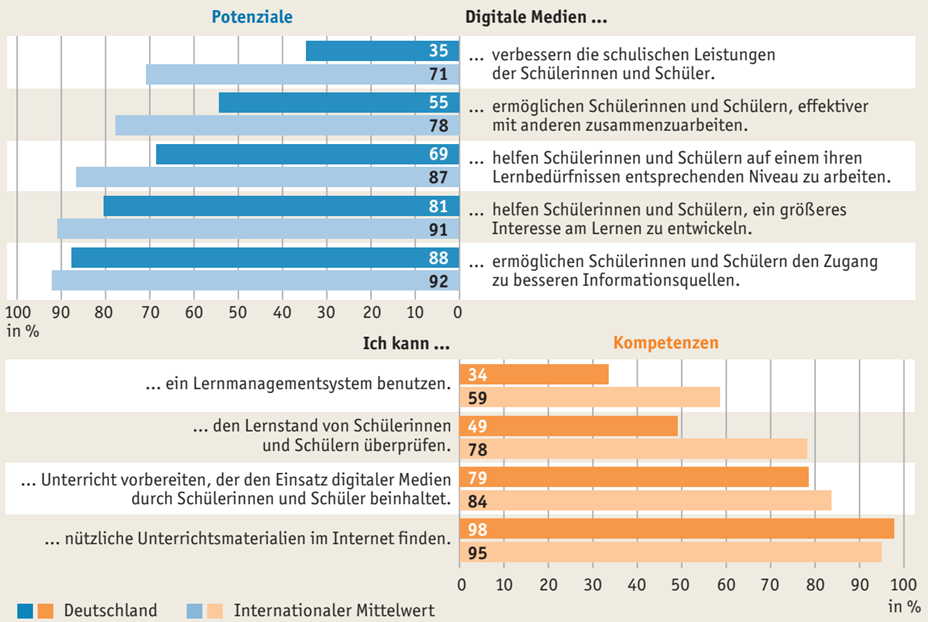 Potenziale
Digitale Medien ...
35
71
... verbessern die schulischen Leistungen
der Schülerinnen und Schüler.
55
78
... ermöglichen Schülerinnen und Schülern, effektiver
mit anderen zusammenzuarbeiten.
69
87
... helfen Schülerinnen und Schülern auf einem ihren
Lernbedürfnissen entsprechenden Niveau zu arbeiten.
81
91
... helfen Schülerinnen und Schülern, ein größeres
Interesse am Lernen zu entwickeln.
88
92
... ermöglichen Schülerinnen und Schülern den Zugang
zu besseren Informationsquellen.
100 90 80 70 60 50 40 30 20 10 0
in %
Ich kann ...
Kompetenzen
... ein Lernmanagementsystem benutzen.
34
59
... den Lernstand von Schülerinnen
und Schülern überprüfen.
49
78
... Unterricht vorbereiten, der den Einsatz digitaler Medien
durch Schülerinnen und Schüler beinhaltet.
79
84
... nützliche Unterrichtsmaterialien im Internet finden.
98
95
0 10 20 30 40 50 60 70 80 90 100
in %
Deutschland
Internationaler Mittelwert